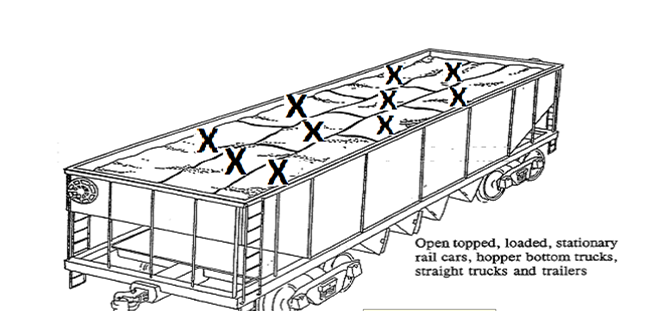 X X
X X X
X X
X X
X
Open topped, loaded, stationary
rail cars, hopper bottom trucks,
straight trucks and trailers